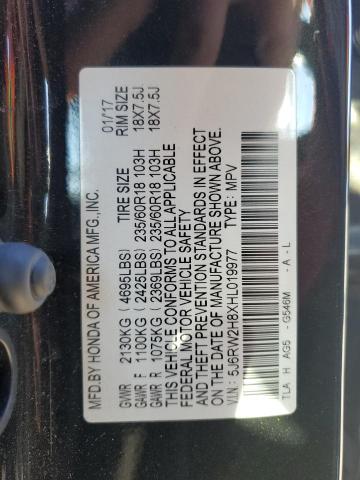 MFD.BY HONDA OF AMERICA MFG.,INC. 01/17
TIRE SIZE RIM SIZE
GVWR 2130KG (4695LBS)
GAWR F 1100KG (2425LBS) 235/60R18 103H 18X7.5J
GAWR R 1075KG (2369LBS) 235/60R18 103H 18X7.5J
THIS VEHICLE CONFORMS TO ALL APPLICABLE
FEDERAL MOTOR VEHICLE SAFETY
AND THEFT PREVENTION STANDARDS IN EFFECT
ON THE DATE OF MANUFACTURE SHOWN ABOVE.
V.I.N: 5J6RW2H8XHL019977 TYPE: MPV
TLA H AG5 -G546M -A-L